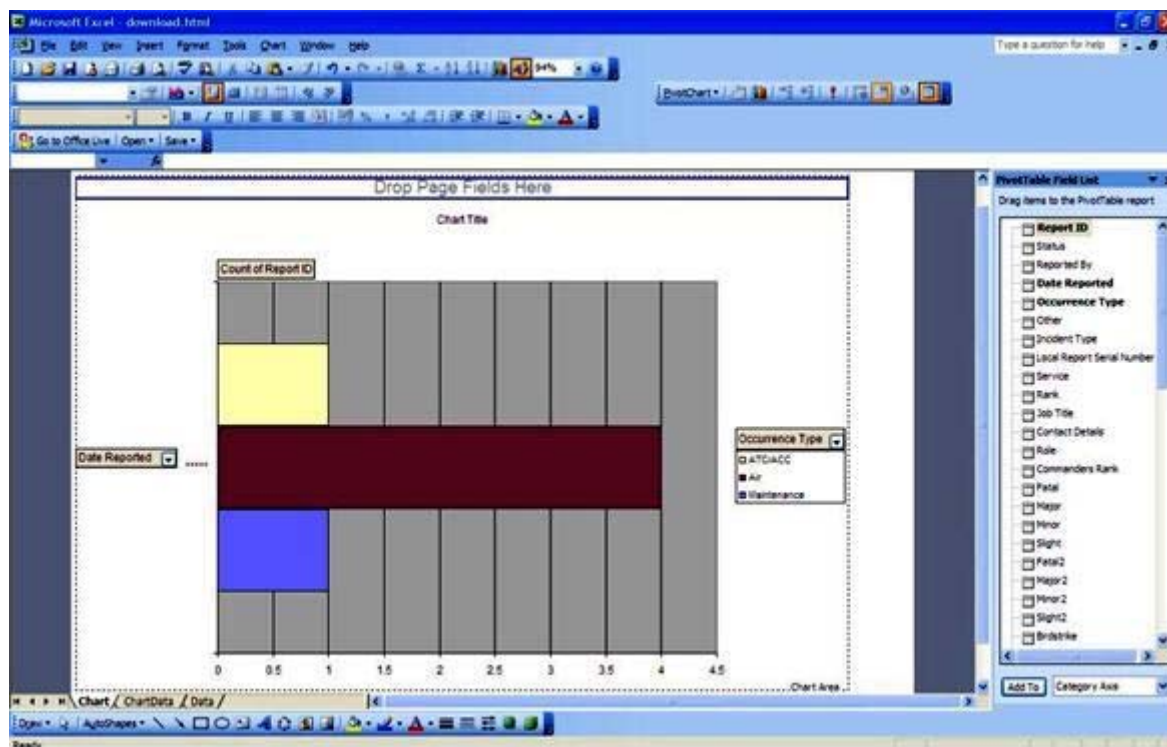 Microsoft Excel - download.html
File Edit View Insert Format Tools Chart Window Help
Type a question for help
94%
PivotChart
Go to Office Live Open Save
fx
Drop Page Fields Here
Chart Title
Count of Report ID
Date Reported
0 0.5 1 1.5 2 2.5 3 3.5 4 4.5
Occurrence Type
ATC/ACC
Air
Maintenance
Chart Area
PivotTable Field List
Drag items to the PivotTable report
Report ID
Status
Reported By
Date Reported
Occurrence Type
Other
Incident Type
Local Report Serial Number
Service
Rank
Job Title
Contact Details
Role
Commanders Rank
Fatal
Major
Minor
Slight
Fatal2
Major2
Minor2
Slight2
Birdstrike
Add To Category Axis
Chart / ChartData / Data /
Draw AutoShapes
Ready